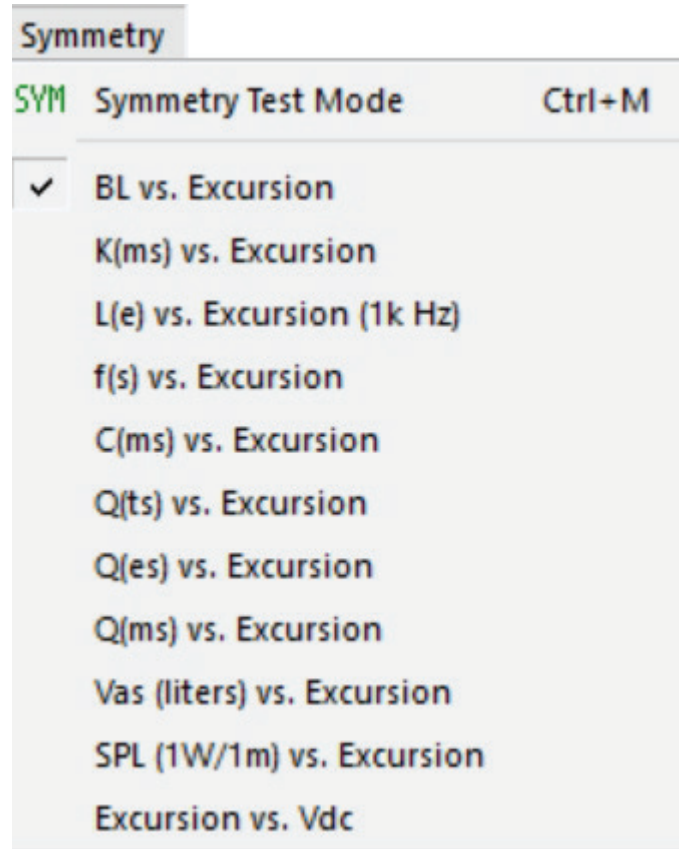 Symmetry
SYM Symmetry Test Mode Ctrl+M
BL vs. Excursion
K(ms) vs. Excursion
L(e) vs. Excursion (1k Hz)
f(s) vs. Excursion
C(ms) vs. Excursion
Q(ts) vs. Excursion
Q(es) vs. Excursion
Q(ms) vs. Excursion
Vas (liters) vs. Excursion
SPL (1W/1m) vs. Excursion
Excursion vs. Vdc